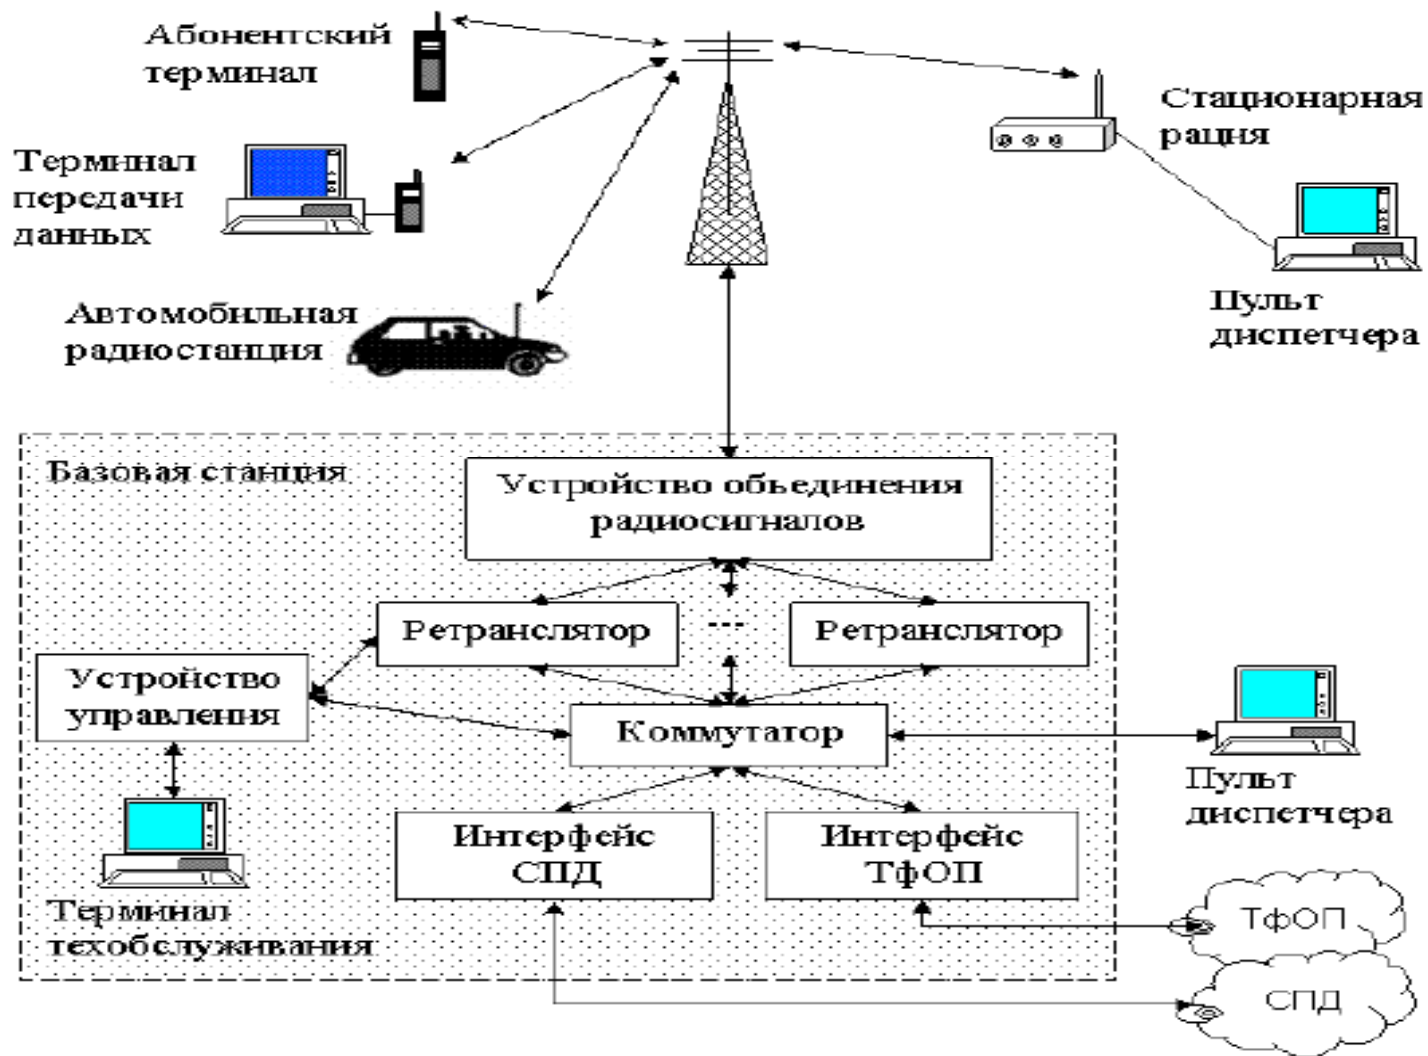 Абонентский
терминал
Стационарная
рация
Терминал
передачи
данных
Пульт
диспетчера
Автомобильная
радиостанция
Базовая станция
Устройство обьединения
радиосигналов
Ретранслятор
---
Ретранслятор
Устройство
управления
Коммутатор
Пульт
диспетчера
Интерфейс
СПД
Интерфейс
ТфОП
Терминал
техобслуживания
ТфОП
СПД